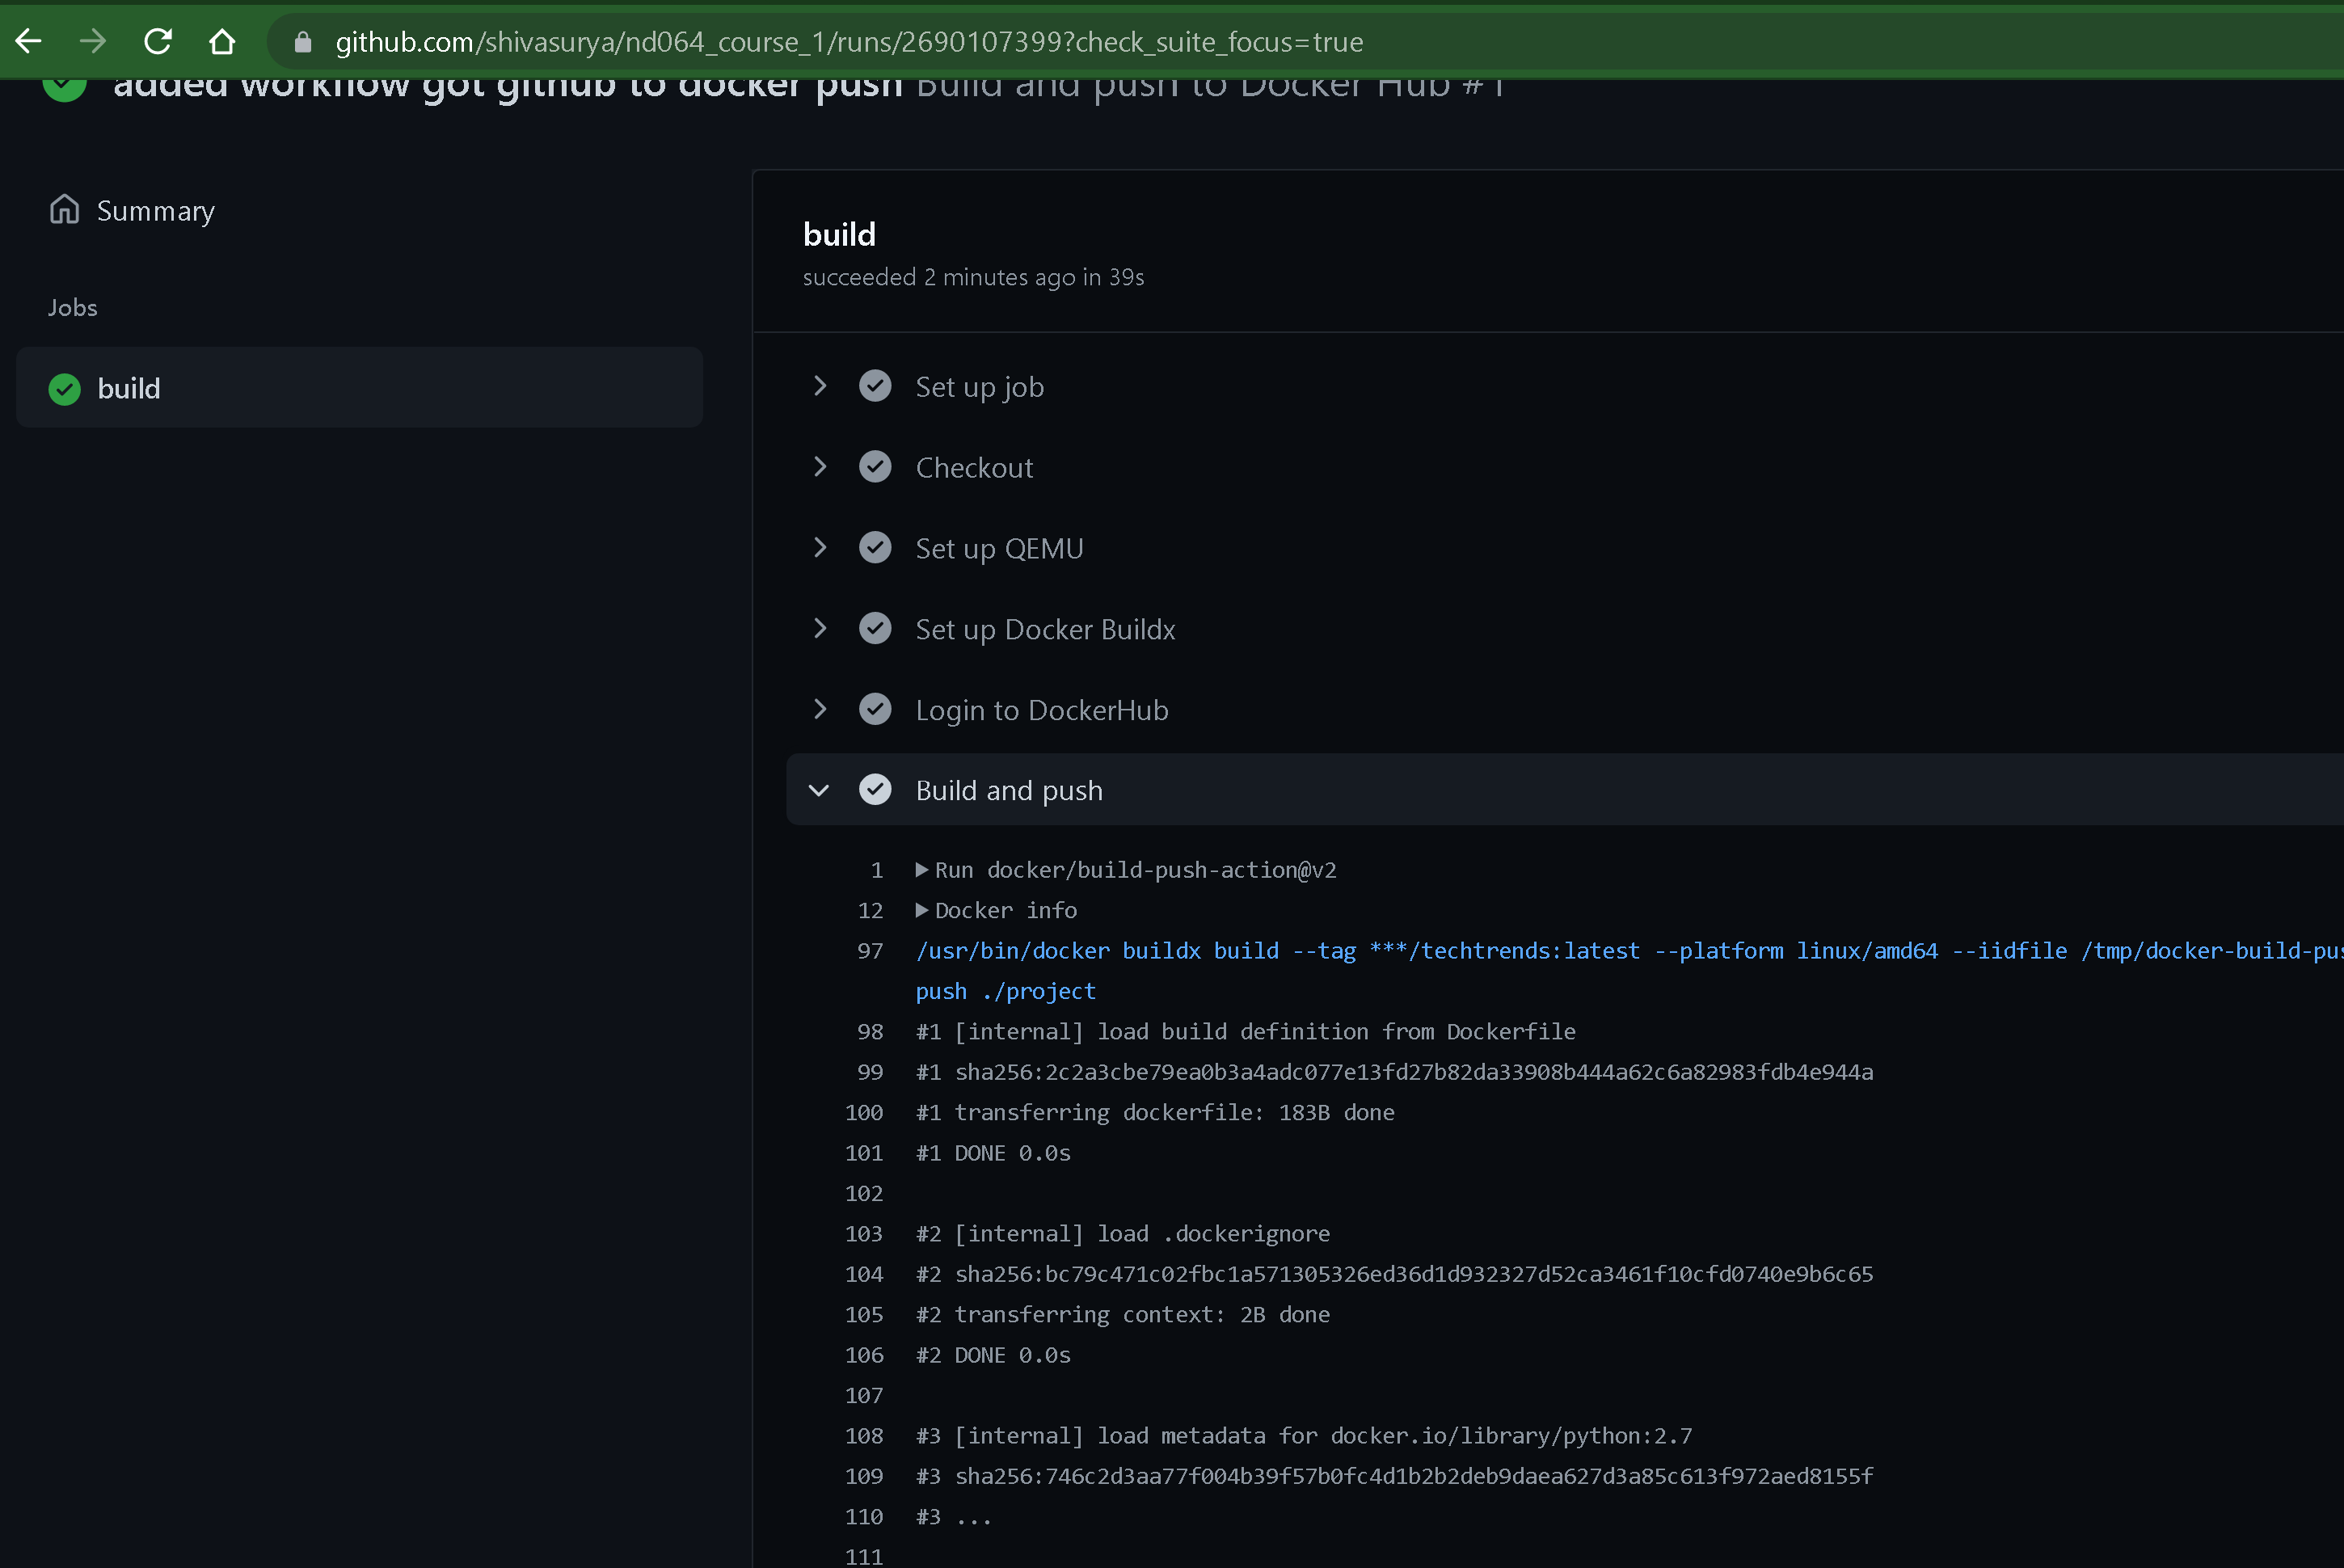 github.com/shivasurya/nd064_course_1/runs/2690107399?check_suite_focus=true
added workflow got github to docker push Build and push to Docker Hub #1
Summary
Jobs
build
build
succeeded 2 minutes ago in 39s
Set up job
Checkout
Set up QEMU
Set up Docker Buildx
Login to DockerHub
Build and push
1 Run docker/build-push-action@v2
12 Docker info
97 /usr/bin/docker buildx build --tag ***/techtrends:latest --platform linux/amd64 --iidfile /tmp/docker-build-pus
push ./project
98 #1 [internal] load build definition from Dockerfile
99 #1 sha256:2c2a3cbe79ea0b3a4adc077e13fd27b82da33908b444a62c6a82983fdb4e944a
100 #1 transferring dockerfile: 183B done
101 #1 DONE 0.0s
102
103 #2 [internal] load .dockerignore
104 #2 sha256:bc79c471c02fbc1a571305326ed36d1d932327d52ca3461f10cfd0740e9b6c65
105 #2 transferring context: 2B done
106 #2 DONE 0.0s
107
108 #3 [internal] load metadata for docker.io/library/python:2.7
109 #3 sha256:746c2d3aa77f004b39f57b0fc4d1b2b2deb9daea627d3a85c613f972aed8155f
110 #3 ...
111